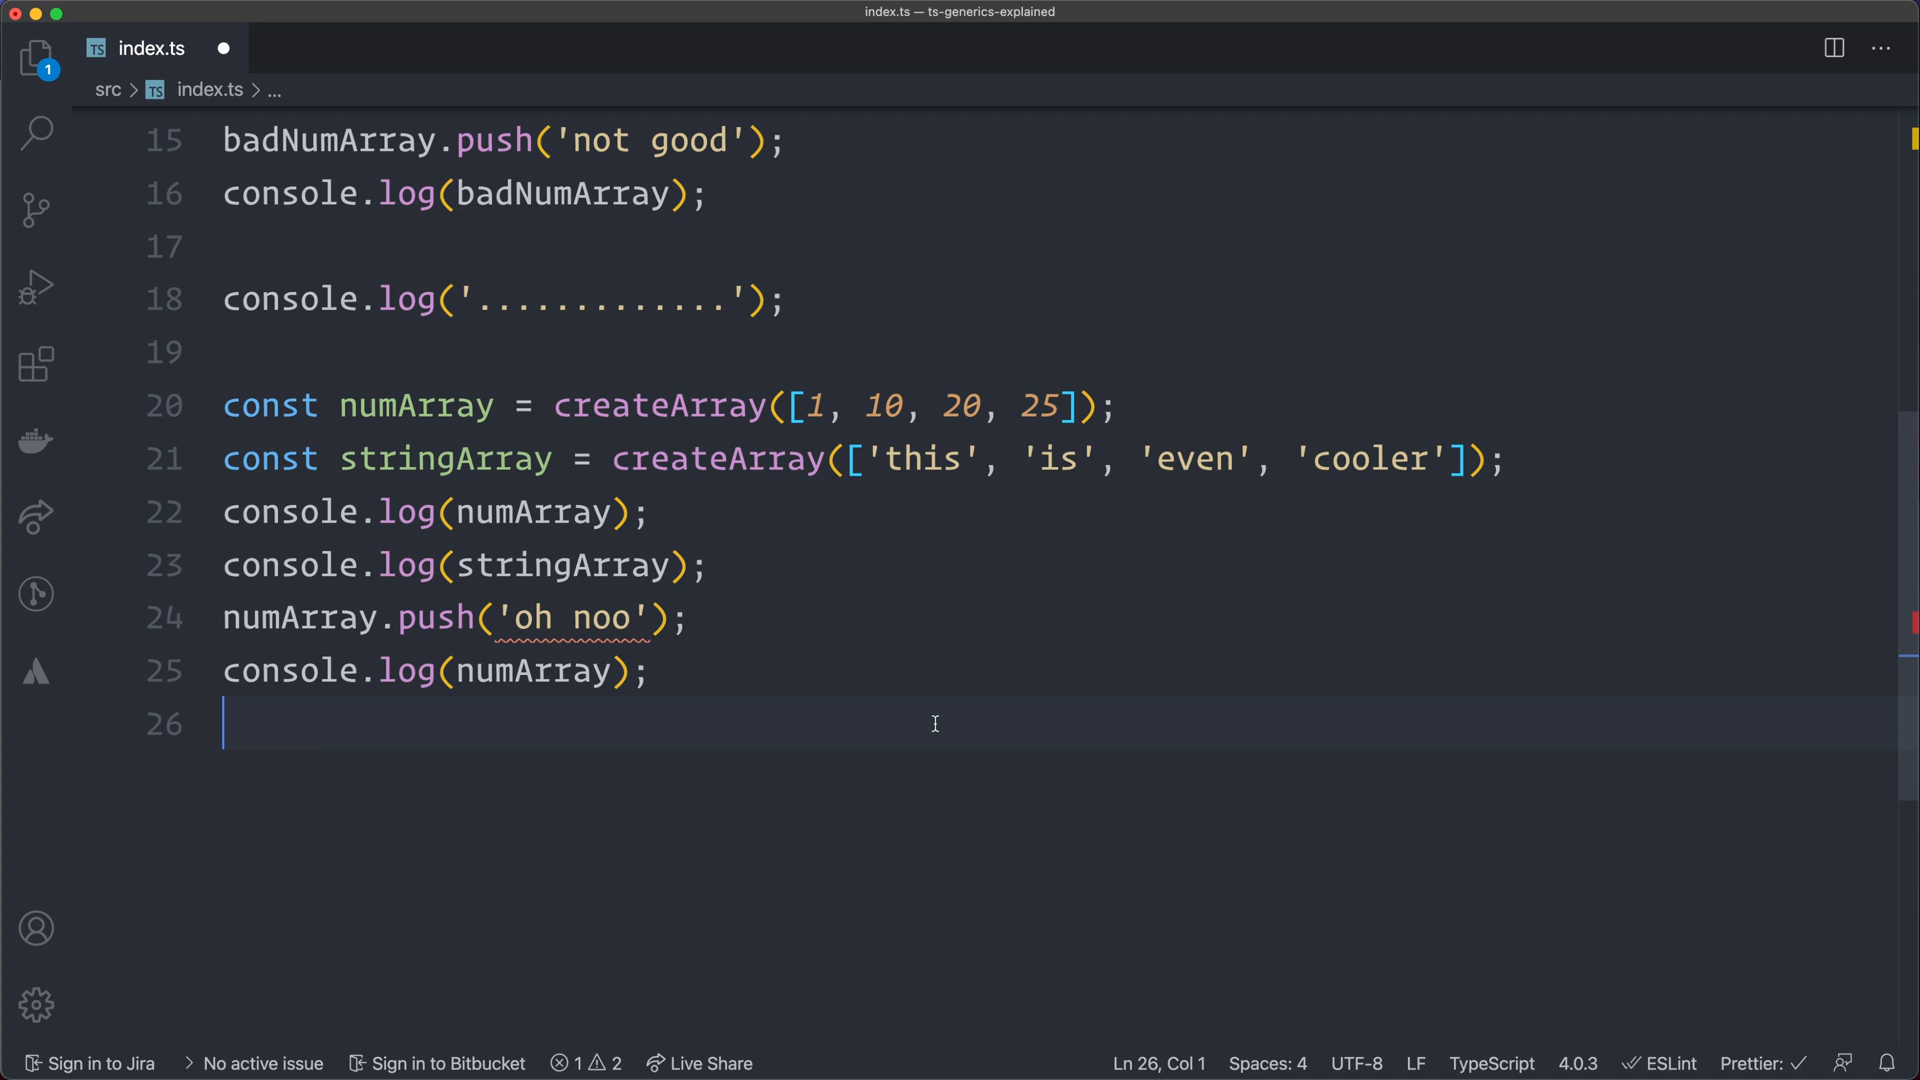 index.ts — ts-generics-explained
TS index.ts
src > TS index.ts > ...
1
15 badNumArray.push('not good');
16 console.log(badNumArray);
17
18 console.log('.............');
19
20 const numArray = createArray([1, 10, 20, 25]);
21 const stringArray = createArray(['this', 'is', 'even', 'cooler']);
22 console.log(numArray);
23 console.log(stringArray);
24 numArray.push('oh noo');
25 console.log(numArray);
26
Sign in to Jira > No active issue Sign in to Bitbucket 1 2 Live Share Ln 26, Col 1 Spaces: 4 UTF-8 LF TypeScript 4.0.3 ESLint Prettier: ✓